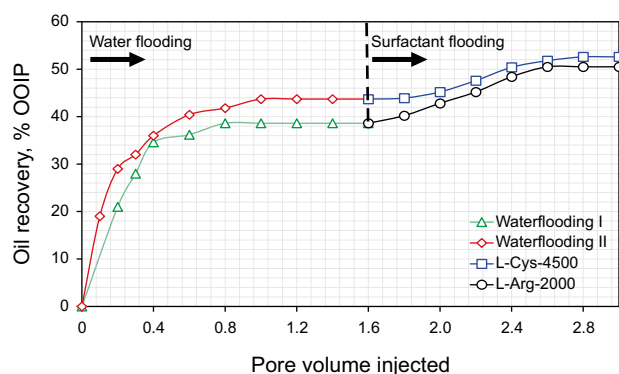 60
50
40
30
20
10
0
Oil recovery, % OOIP
Water flooding
Surfactant flooding
Waterflooding I
Waterflooding II
L-Cys-4500
L-Arg-2000
0 0.4 0.8 1.2 1.6 2.0 2.4 2.8
Pore volume injected